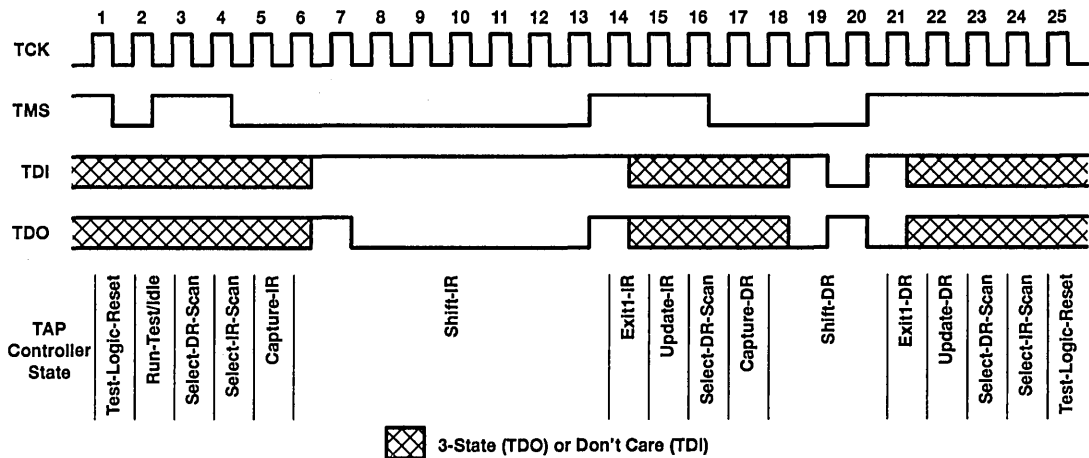 1 2 3 4 5 6 7 8 9 10 11 12 13 14 15 16 17 18 19 20 21 22 23 24 25
TCK
TMS
TDI
TDO
TAP
Controller
State
Test-Logic-Reset
Run-Test/Idle
Select-DR-Scan
Select-IR-Scan
Capture-IR
Shift-IR
Exit1-IR
Update-IR
Select-DR-Scan
Capture-DR
Shift-DR
Exit1-DR
Update-DR
Select-DR-Scan
Select-IR-Scan
Test-Logic-Reset
3-State (TDO) or Don't Care (TDI)